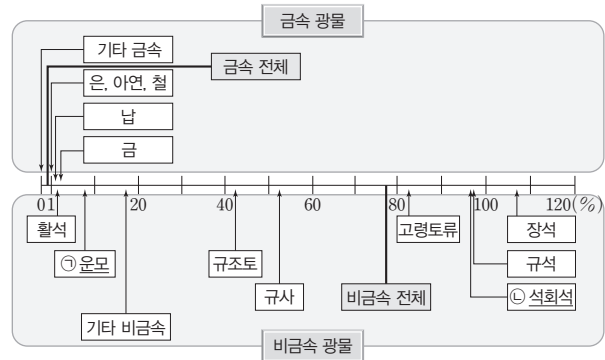 금속 광물
기타 금속
금속 전체
은, 아연, 철
납
금
0 1 20 40 60 80 100 120(%)
활석
고령토류
장석
㉠ 운모
규조토
규석
규사
비금속 전체
㉡ 석회석
기타 비금속
비금속 광물